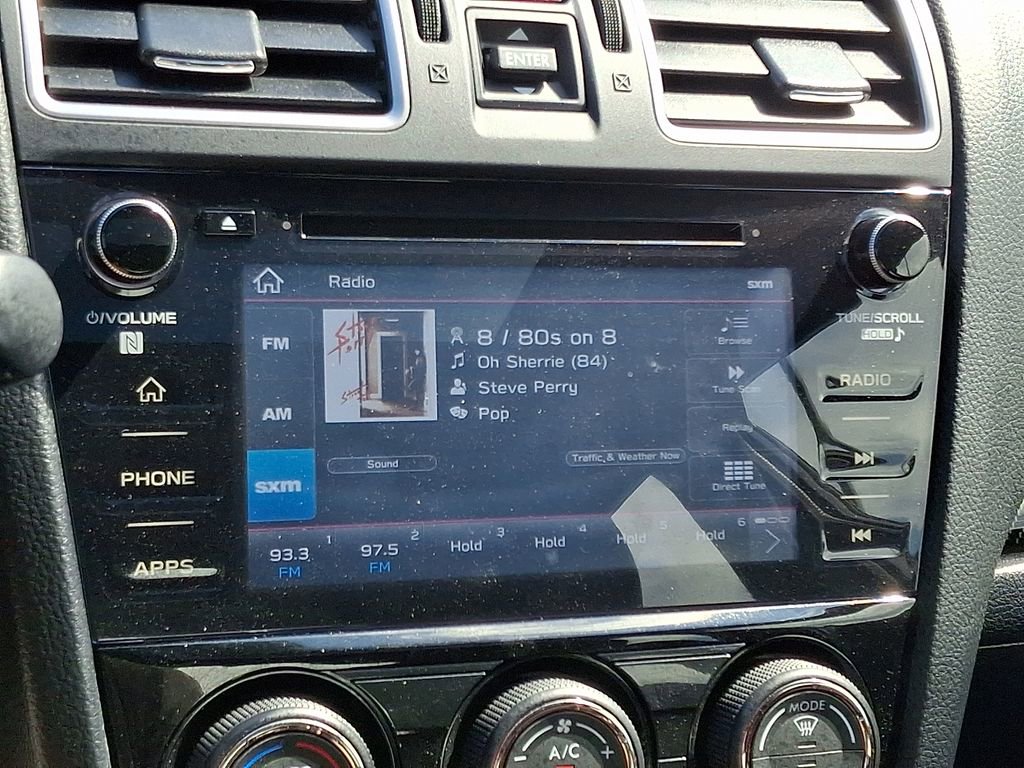 ENTER
VOLUME
TUNE/SCROLL
HOLD
Radio
sxm
FM
8 / 80s on 8
Browse
Oh Sherrie (84)
Steve Perry
Tune Scan
RADIO
AM
Pop
Replay
Sound
Traffic & Weather Now
PHONE
sxm
Direct Tune
1 2 3 4 5 6
93.3 97.5 Hold Hold Hold Hold
FM FM
APPS
A/C
- +
MODE